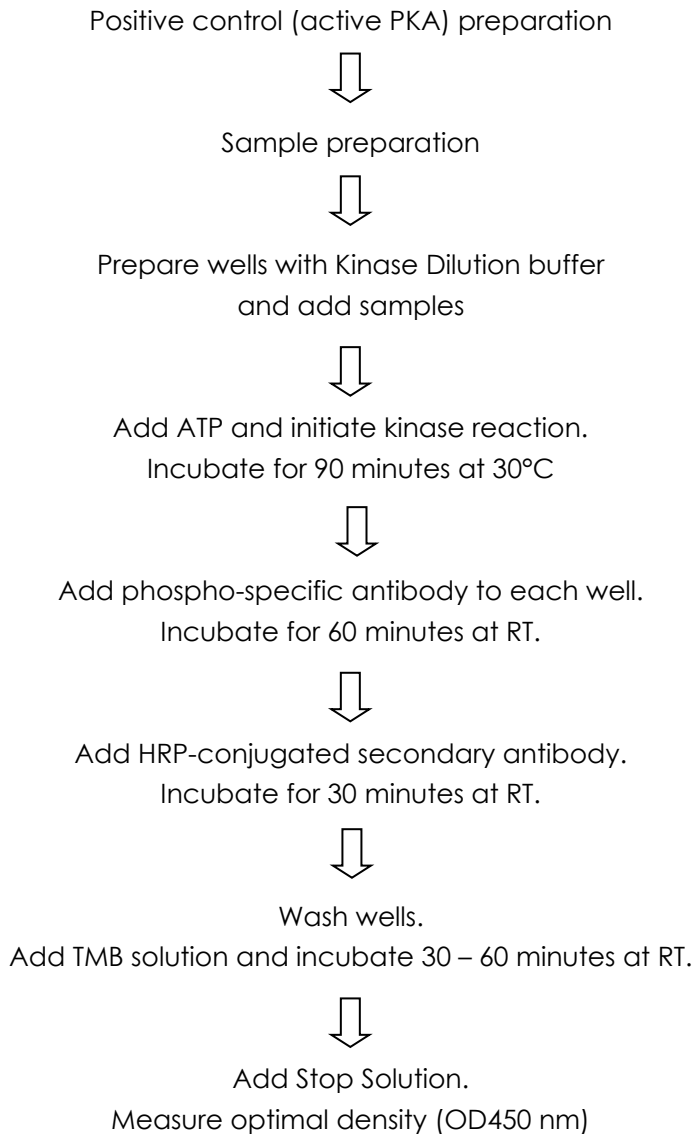 Positive control (active PKA) preparation
Sample preparation
Prepare wells with Kinase Dilution buffer
and add samples
Add ATP and initiate kinase reaction.
Incubate for 90 minutes at 30°C
Add phospho-specific antibody to each well.
Incubate for 60 minutes at RT.
Add HRP-conjugated secondary antibody.
Incubate for 30 minutes at RT.
Wash wells.
Add TMB solution and incubate 30 – 60 minutes at RT.
Add Stop Solution.
Measure optimal density (OD450 nm)